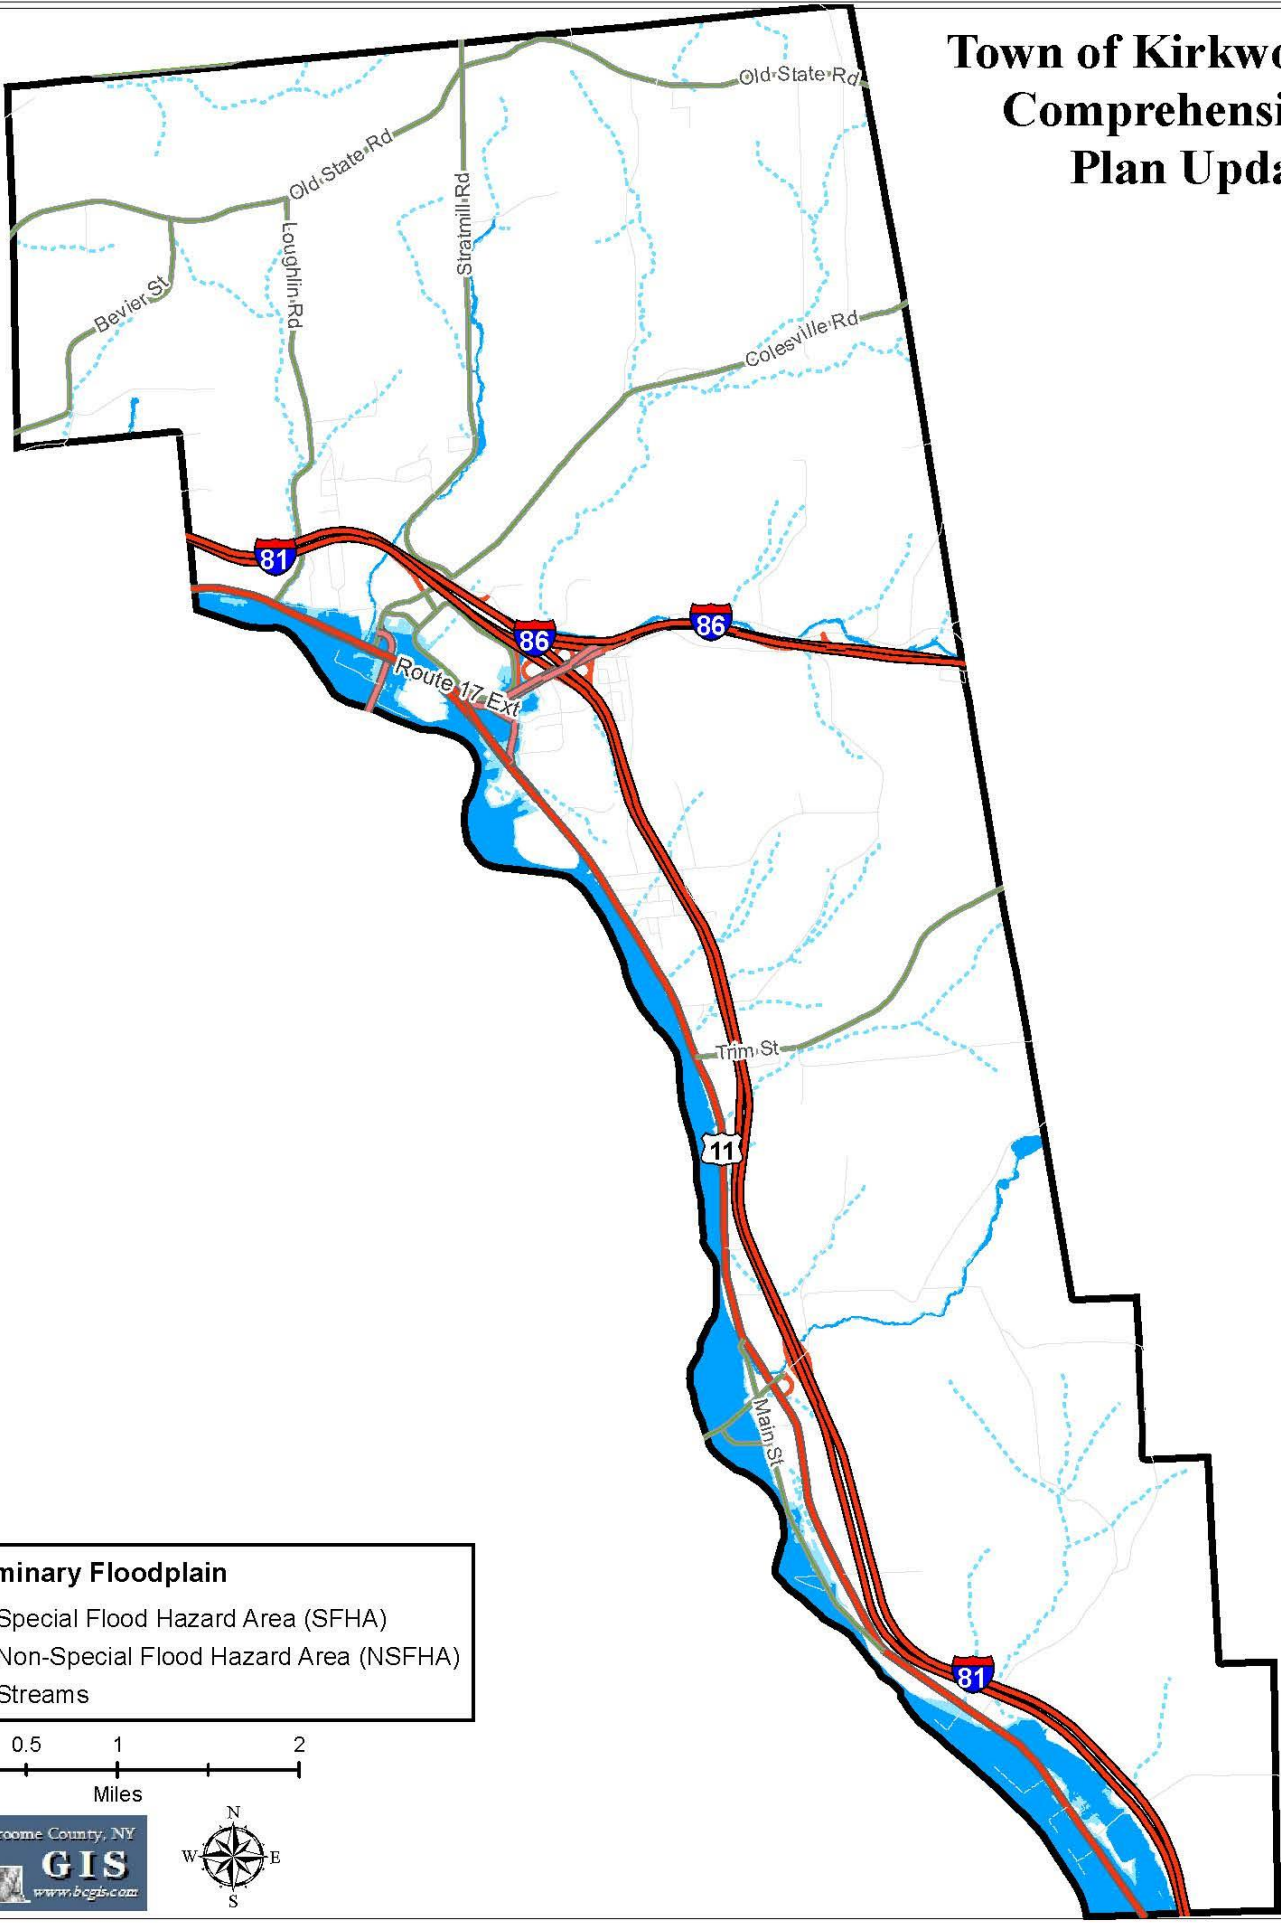 Town of Kirkwo
Comprehensi
Plan Upda
Old State Rd
Old State Rd
Stratmill Rd
Loughlin Rd
Bevier St
Colesville Rd
81
86
86
Route 17 Ext
Trim St
11
Main St
81
minary Floodplain
Special Flood Hazard Area (SFHA)
Non-Special Flood Hazard Area (NSFHA)
Streams
0.5 1 2
Miles
roome County, NY
GIS
www.bcgis.com
N
W E
S